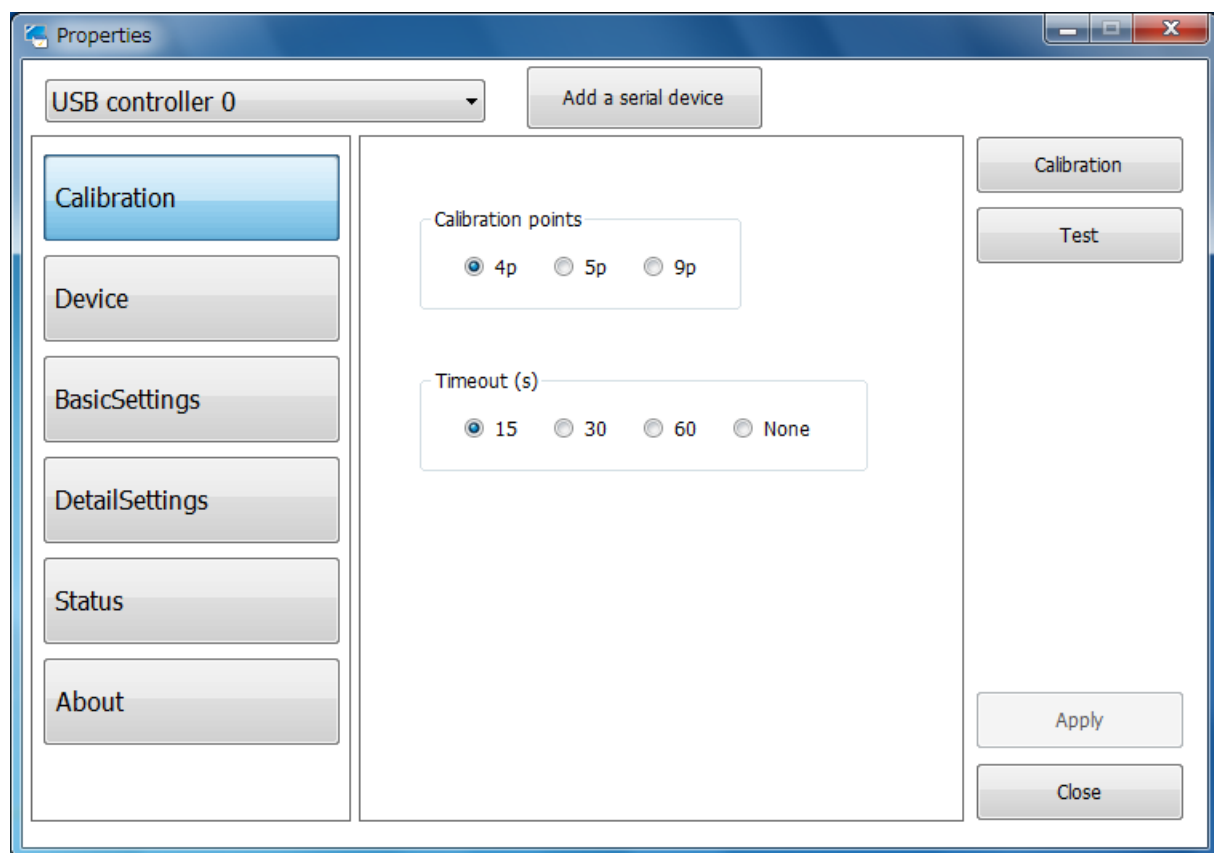 Properties
USB controller 0
Add a serial device
Calibration
Device
BasicSettings
DetailSettings
Status
About
Calibration points
4p 5p 9p
Timeout (s)
15 30 60 None
Calibration
Test
Apply
Close